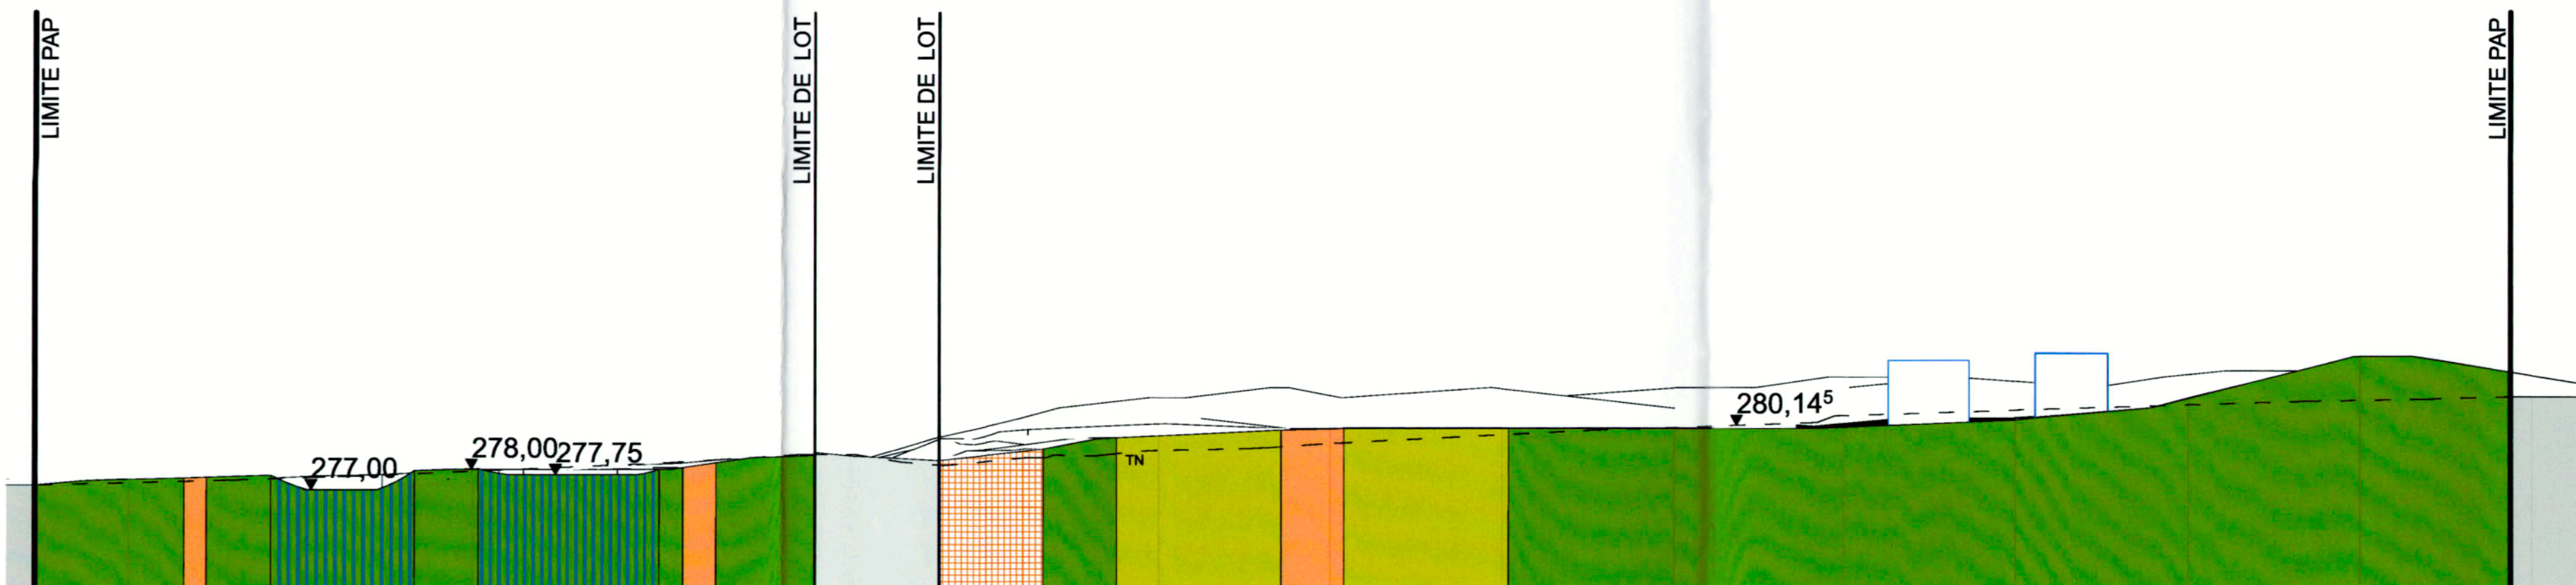 LIMITE PAP
LIMITE DE LOT
LIMITE DE LOT
LIMITE PAP
277,00
278,00
277,75
TN
280,14⁵